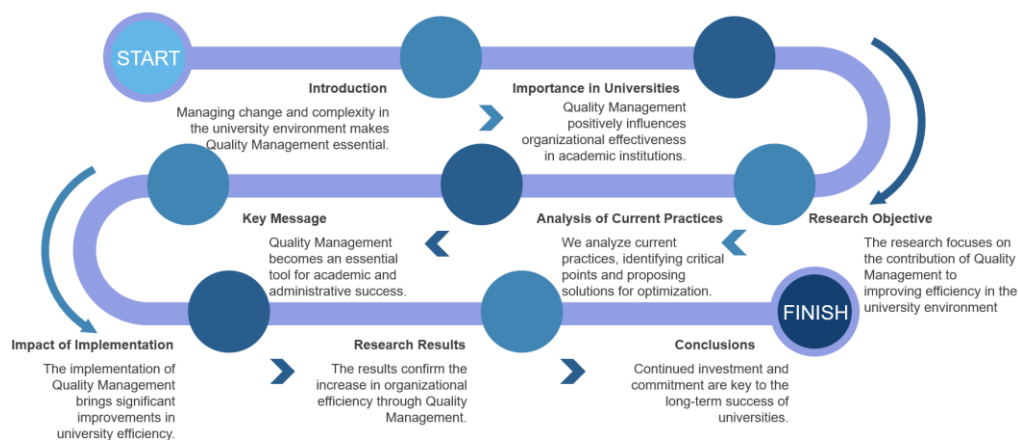 START
Introduction
Managing change and complexity in
the university environment makes
Quality Management essential.
Importance in Universities
Quality Management
positively influences
organizational effectiveness
in academic institutions.
Research Objective
The research focuses on
the contribution of Quality
Management to
improving efficiency in the
university environment
Analysis of Current Practices
We analyze current
practices, identifying critical
points and proposing
solutions for optimization.
Key Message
Quality Management
becomes an essential
tool for academic and
administrative success.
Impact of Implementation
The implementation of
Quality Management
brings significant
improvements in
university efficiency.
Research Results
The results confirm the
increase in organizational
efficiency through Quality
Management.
Conclusions
Continued investment and
commitment are key to the
long-term success of
universities.
FINISH